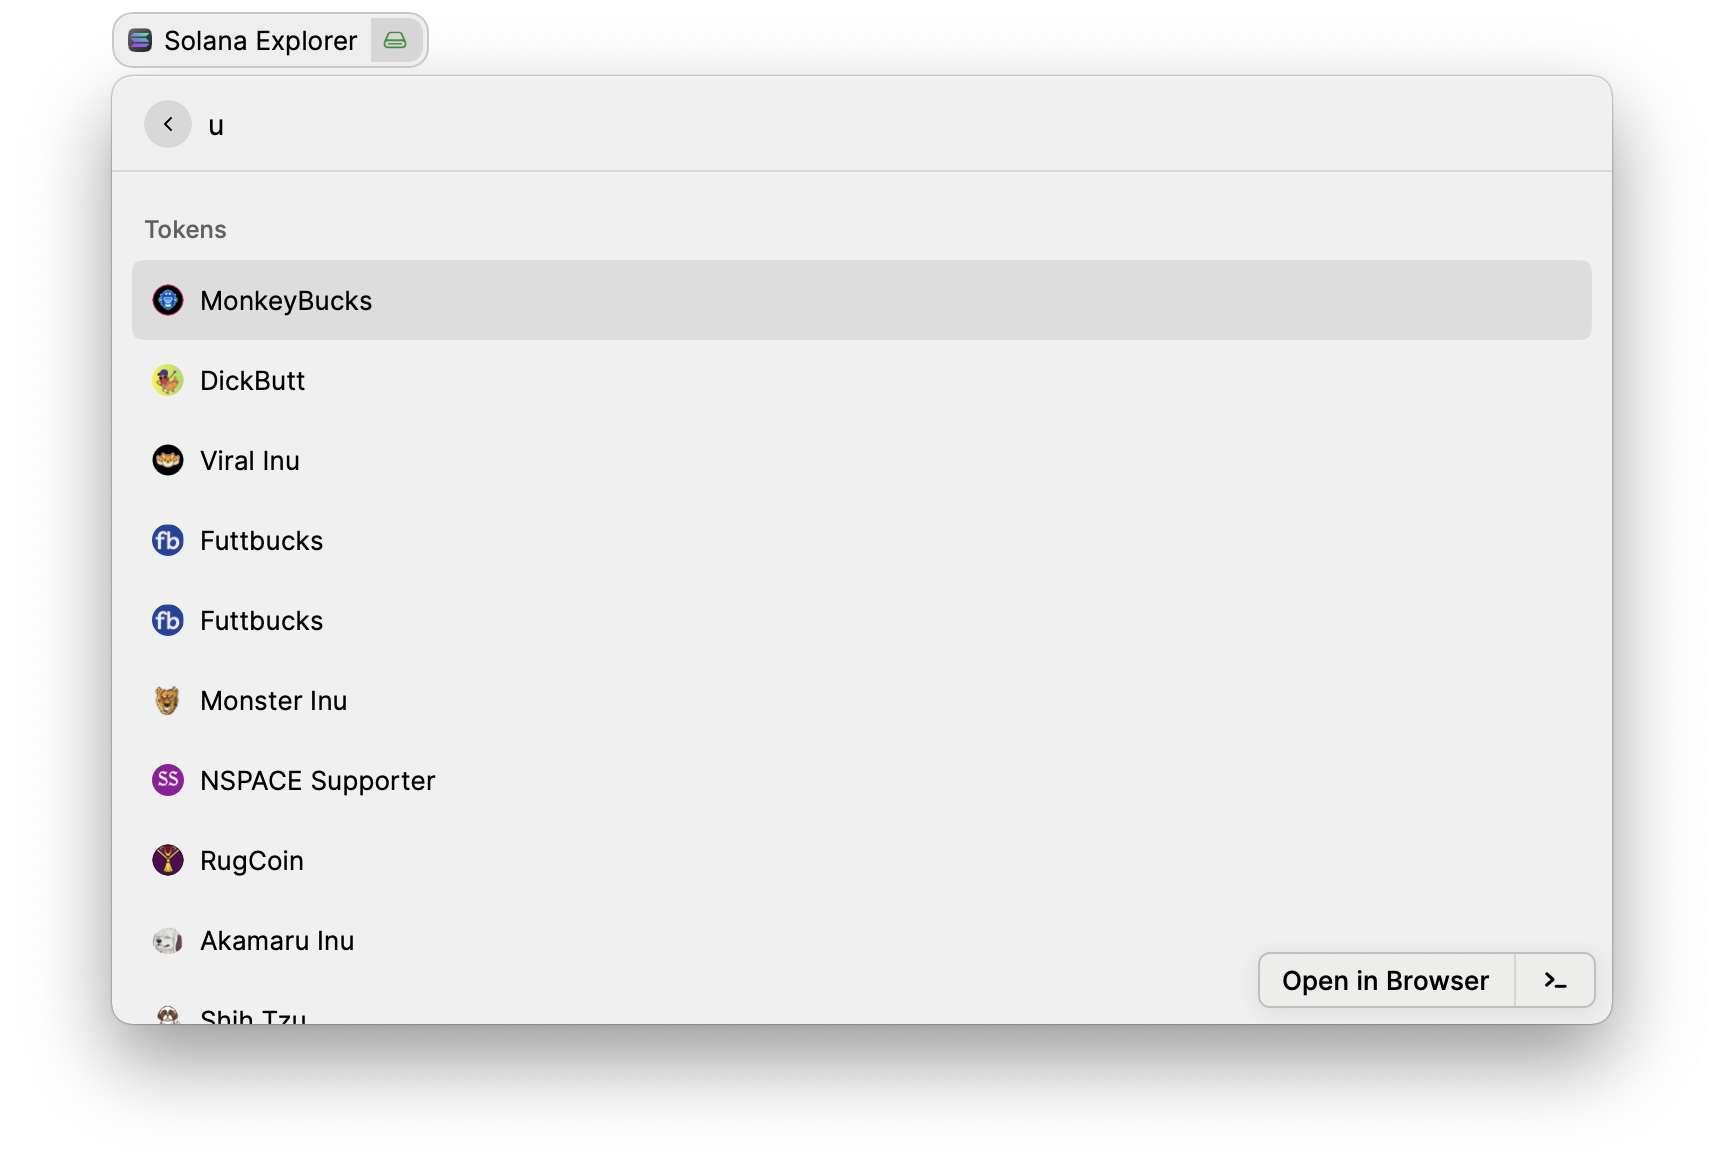 Solana Explorer
u
Tokens
MonkeyBucks
DickButt
Viral Inu
fb Futtbucks
fb Futtbucks
Monster Inu
SS NSPACE Supporter
RugCoin
Akamaru Inu
Shih Tzu
Open in Browser